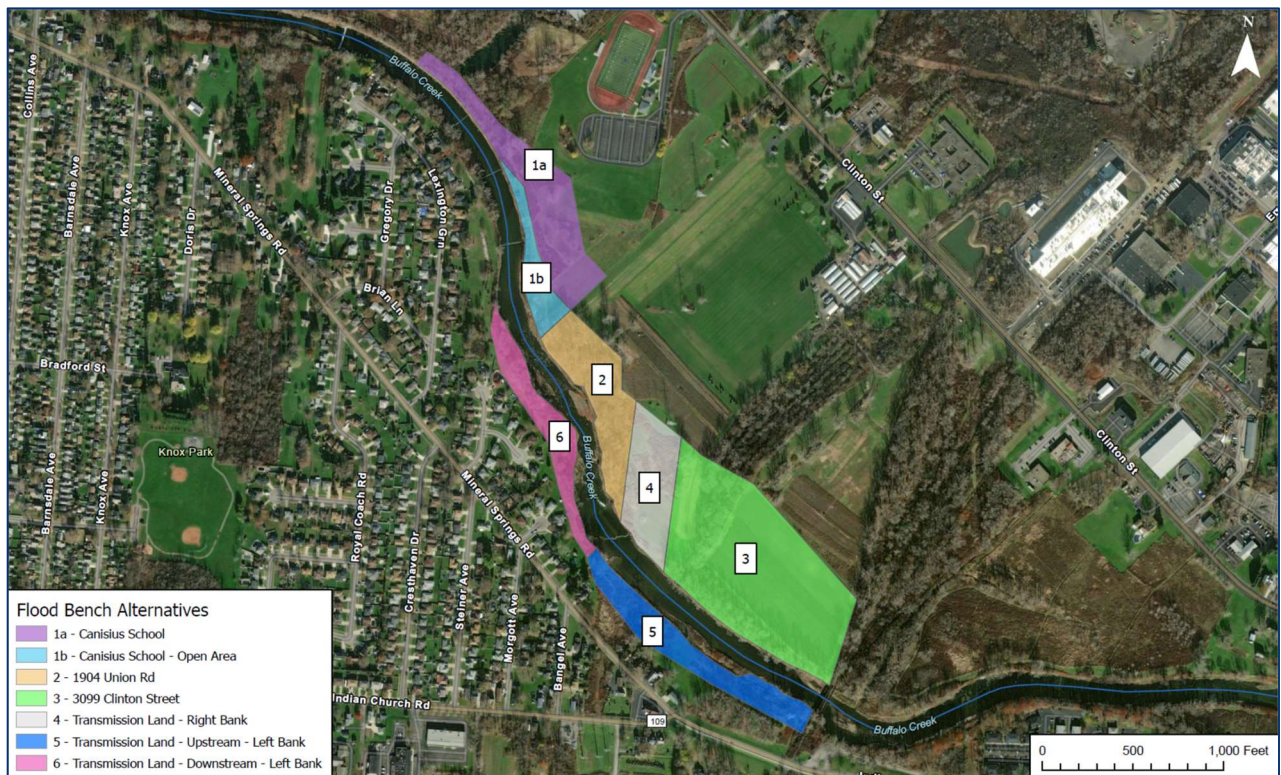 N
Collins Ave
Barnsdale Ave
Knox Ave
Mineral Springs Rd
Doris Dr
Gregory Dr
Lexington Grn
Buffalo Creek
1a
Clinton St
1b
Brian Ln
Bradford St
2
Knox Park
6
Buffalo Creek
4
Clinton St
Barnsdale Ave
Knox Ave
Royal Coach Rd
Cresthaven Dr
Mineral Springs Rd
3
Steiner Ave
Morgott Ave
Bangel Ave
5
Indian Church Rd
109
Buffalo Creek
Flood Bench Alternatives
1a - Canisius School
1b - Canisius School - Open Area
2 - 1904 Union Rd
3 - 3099 Clinton Street
4 - Transmission Land - Right Bank
5 - Transmission Land - Upstream - Left Bank
6 - Transmission Land - Downstream - Left Bank
0 500 1,000 Feet